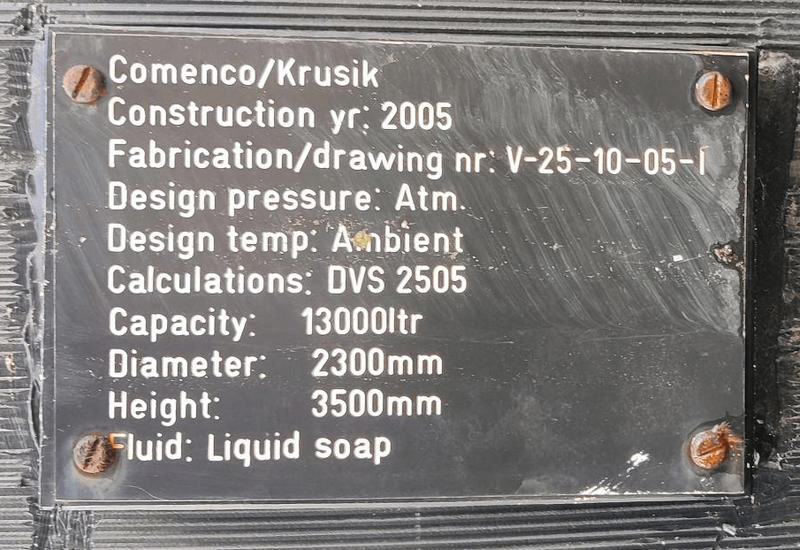 Comenco/Krusik
Construction yr: 2005
Fabrication/drawing nr: V-25-10-05-1
Design pressure: Atm.
Design temp: Ambient
Calculations: DVS 2505
Capacity: 13000ltr
Diameter: 2300mm
Height: 3500mm
Fluid: Liquid soap